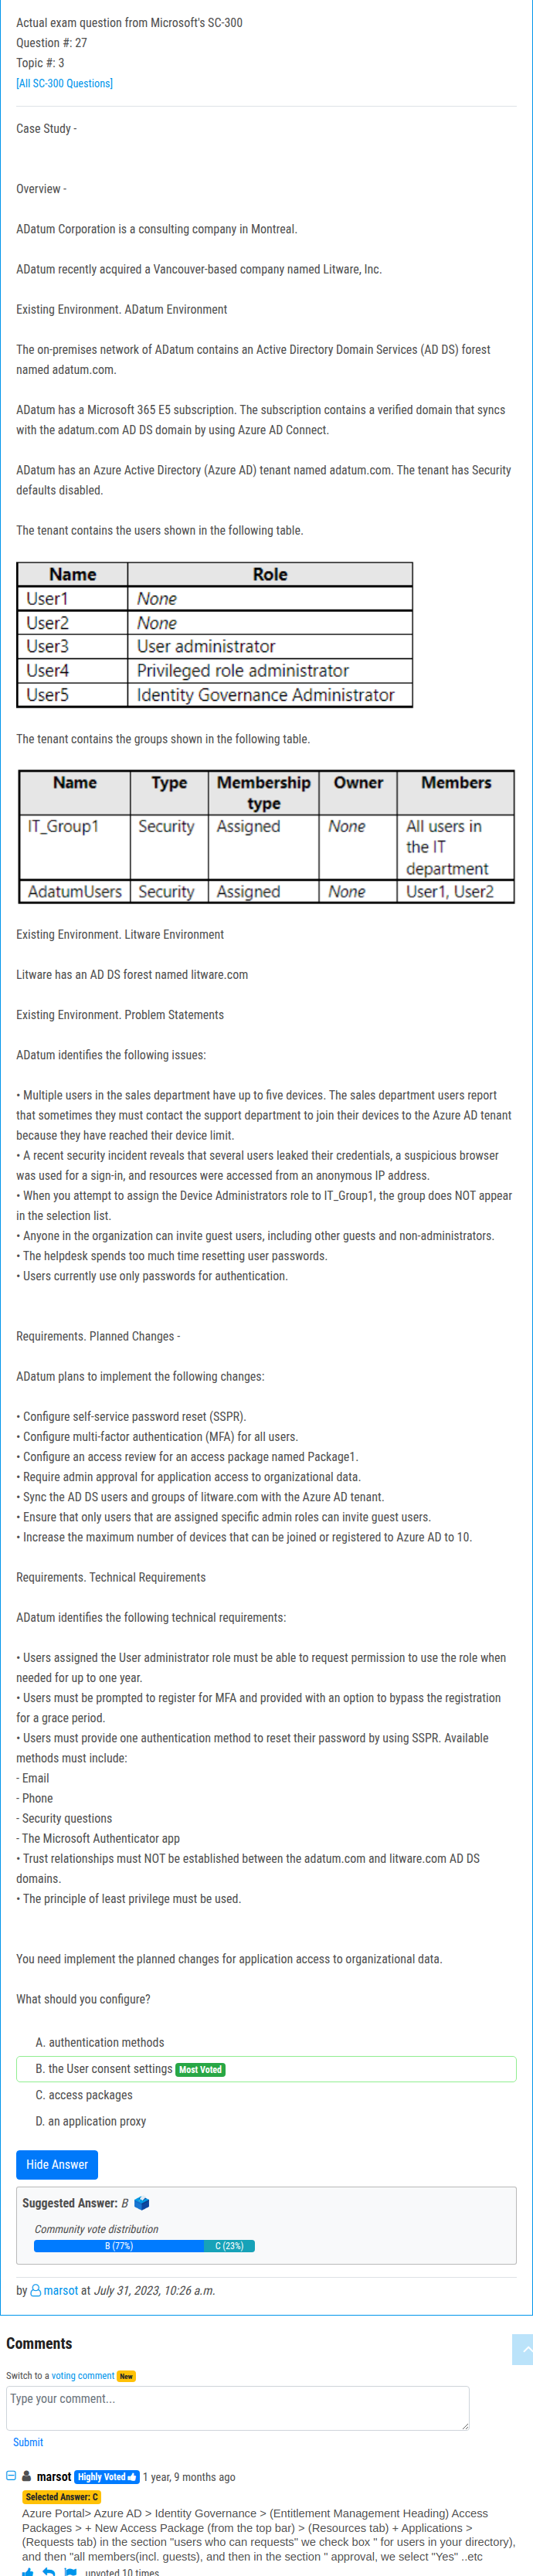 Actual exam question from Microsoft's SC-300
Question #: 27
Topic #: 3
[All SC-300 Questions]
Case Study -
Overview -
ADatum Corporation is a consulting company in Montreal.
ADatum recently acquired a Vancouver-based company named Litware, Inc.
Existing Environment. ADatum Environment
The on-premises network of ADatum contains an Active Directory Domain Services (AD DS) forest
named adatum.com.
ADatum has a Microsoft 365 E5 subscription. The subscription contains a verified domain that syncs
with the adatum.com AD DS domain by using Azure AD Connect.
ADatum has an Azure Active Directory (Azure AD) tenant named adatum.com. The tenant has Security
defaults disabled.
The tenant contains the users shown in the following table.
Name Role
User1 None
User2 None
User3 User administrator
User4 Privileged role administrator
User5 Identity Governance Administrator
The tenant contains the groups shown in the following table.
Name Type Membership Owner Members
type
IT_Group1 Security Assigned None All users in
the IT
department
AdatumUsers Security Assigned None User1, User2
Existing Environment. Litware Environment
Litware has an AD DS forest named litware.com
Existing Environment. Problem Statements
ADatum identifies the following issues:
• Multiple users in the sales department have up to five devices. The sales department users report
that sometimes they must contact the support department to join their devices to the Azure AD tenant
because they have reached their device limit.
• A recent security incident reveals that several users leaked their credentials, a suspicious browser
was used for a sign-in, and resources were accessed from an anonymous IP address.
• When you attempt to assign the Device Administrators role to IT_Group1, the group does NOT appear
in the selection list.
• Anyone in the organization can invite guest users, including other guests and non-administrators.
• The helpdesk spends too much time resetting user passwords.
• Users currently use only passwords for authentication.
Requirements. Planned Changes -
ADatum plans to implement the following changes:
• Configure self-service password reset (SSPR).
• Configure multi-factor authentication (MFA) for all users.
• Configure an access review for an access package named Package1.
• Require admin approval for application access to organizational data.
• Sync the AD DS users and groups of litware.com with the Azure AD tenant.
• Ensure that only users that are assigned specific admin roles can invite guest users.
• Increase the maximum number of devices that can be joined or registered to Azure AD to 10.
Requirements. Technical Requirements
ADatum identifies the following technical requirements:
• Users assigned the User administrator role must be able to request permission to use the role when
needed for up to one year.
• Users must be prompted to register for MFA and provided with an option to bypass the registration
for a grace period.
• Users must provide one authentication method to reset their password by using SSPR. Available
methods must include:
- Email
- Phone
- Security questions
- The Microsoft Authenticator app
• Trust relationships must NOT be established between the adatum.com and litware.com AD DS
domains.
• The principle of least privilege must be used.
You need implement the planned changes for application access to organizational data.
What should you configure?
A. authentication methods
B. the User consent settings Most Voted
C. access packages
D. an application proxy
Hide Answer
Suggested Answer: B
Community vote distribution
B (77%) C (23%)
by marsot at July 31, 2023, 10:26 a.m.
Comments
Switch to a voting comment New
Type your comment...
Submit
marsot Highly Voted 1 year, 9 months ago
Selected Answer: C
Azure Portal> Azure AD > Identity Governance > (Entitlement Management Heading) Access
Packages > + New Access Package (from the top bar) > (Resources tab) + Applications >
(Requests tab) in the section "users who can requests" we check box " for users in your directory),
and then "all members(incl. guests), and then in the section " approval, we select "Yes" ..etc
upvoted 10 times